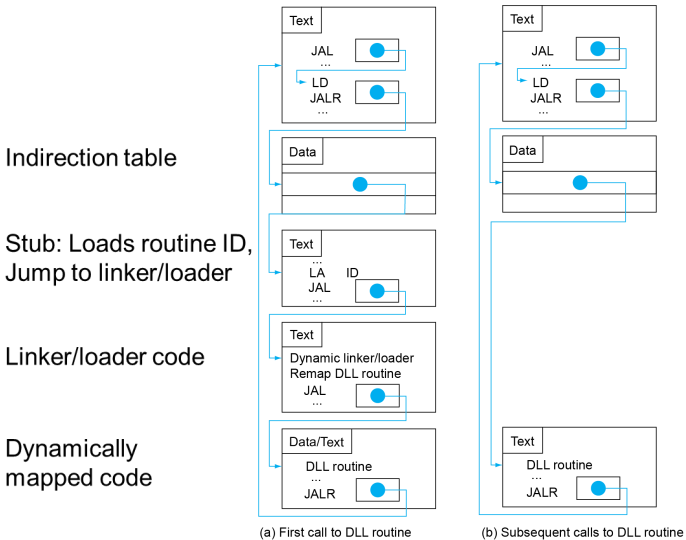 Text
JAL
...
LD
JALR
...
Text
JAL
...
LD
JALR
...
Indirection table
Data
Data
Stub: Loads routine ID,
Jump to linker/loader
Text
...
LA ID
JAL
...
Linker/loader code
Text
Dynamic linker/loader
Remap DLL routine
JAL
...
Dynamically
mapped code
Data/Text
DLL routine
...
JALR
Text
DLL routine
...
JALR
(a) First call to DLL routine
(b) Subsequent calls to DLL routine